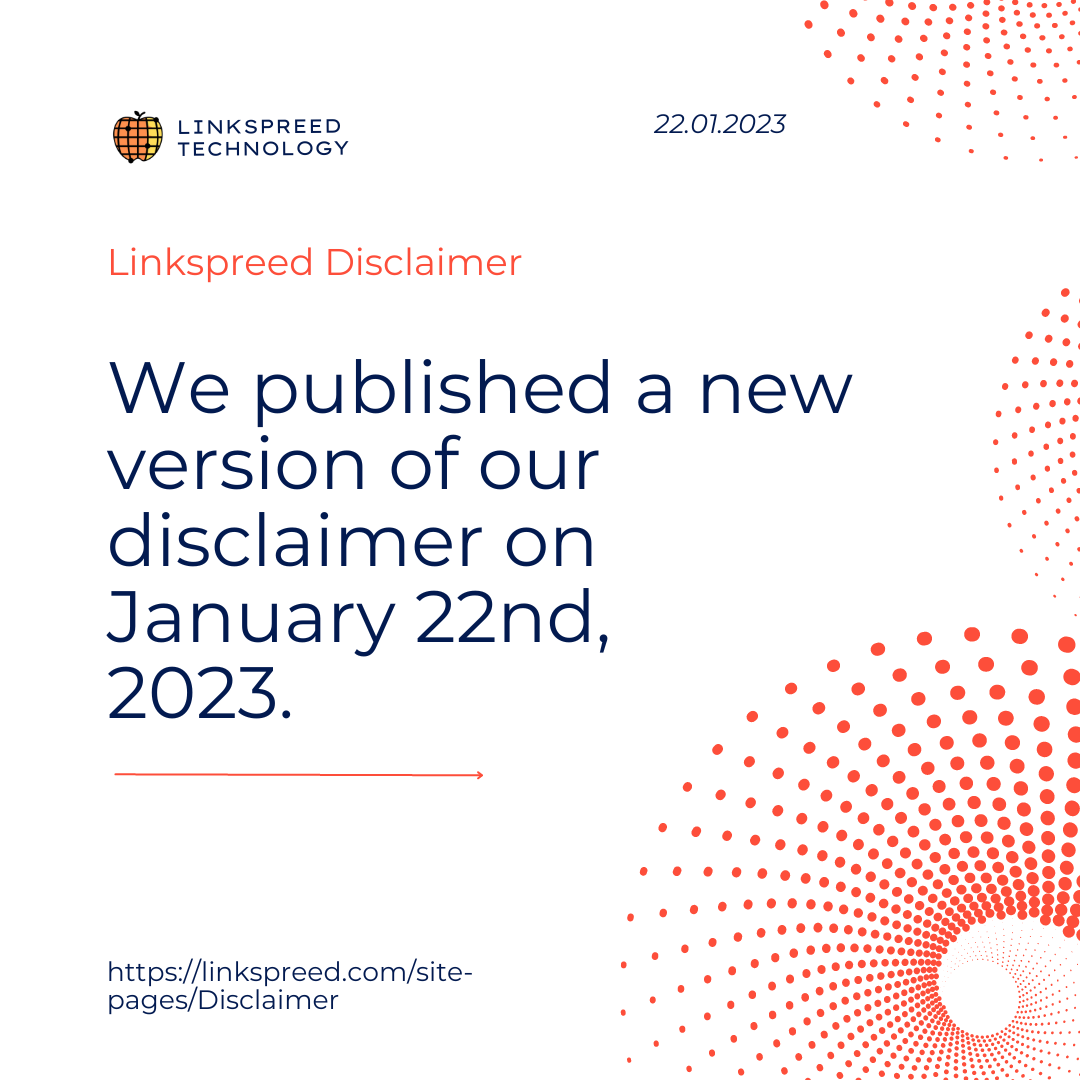 LINKSPREED
TECHNOLOGY
22.01.2023
Linkspreed Disclaimer
We published a new
version of our
disclaimer on
January 22nd,
2023.
https://linkspreed.com/site-
pages/Disclaimer